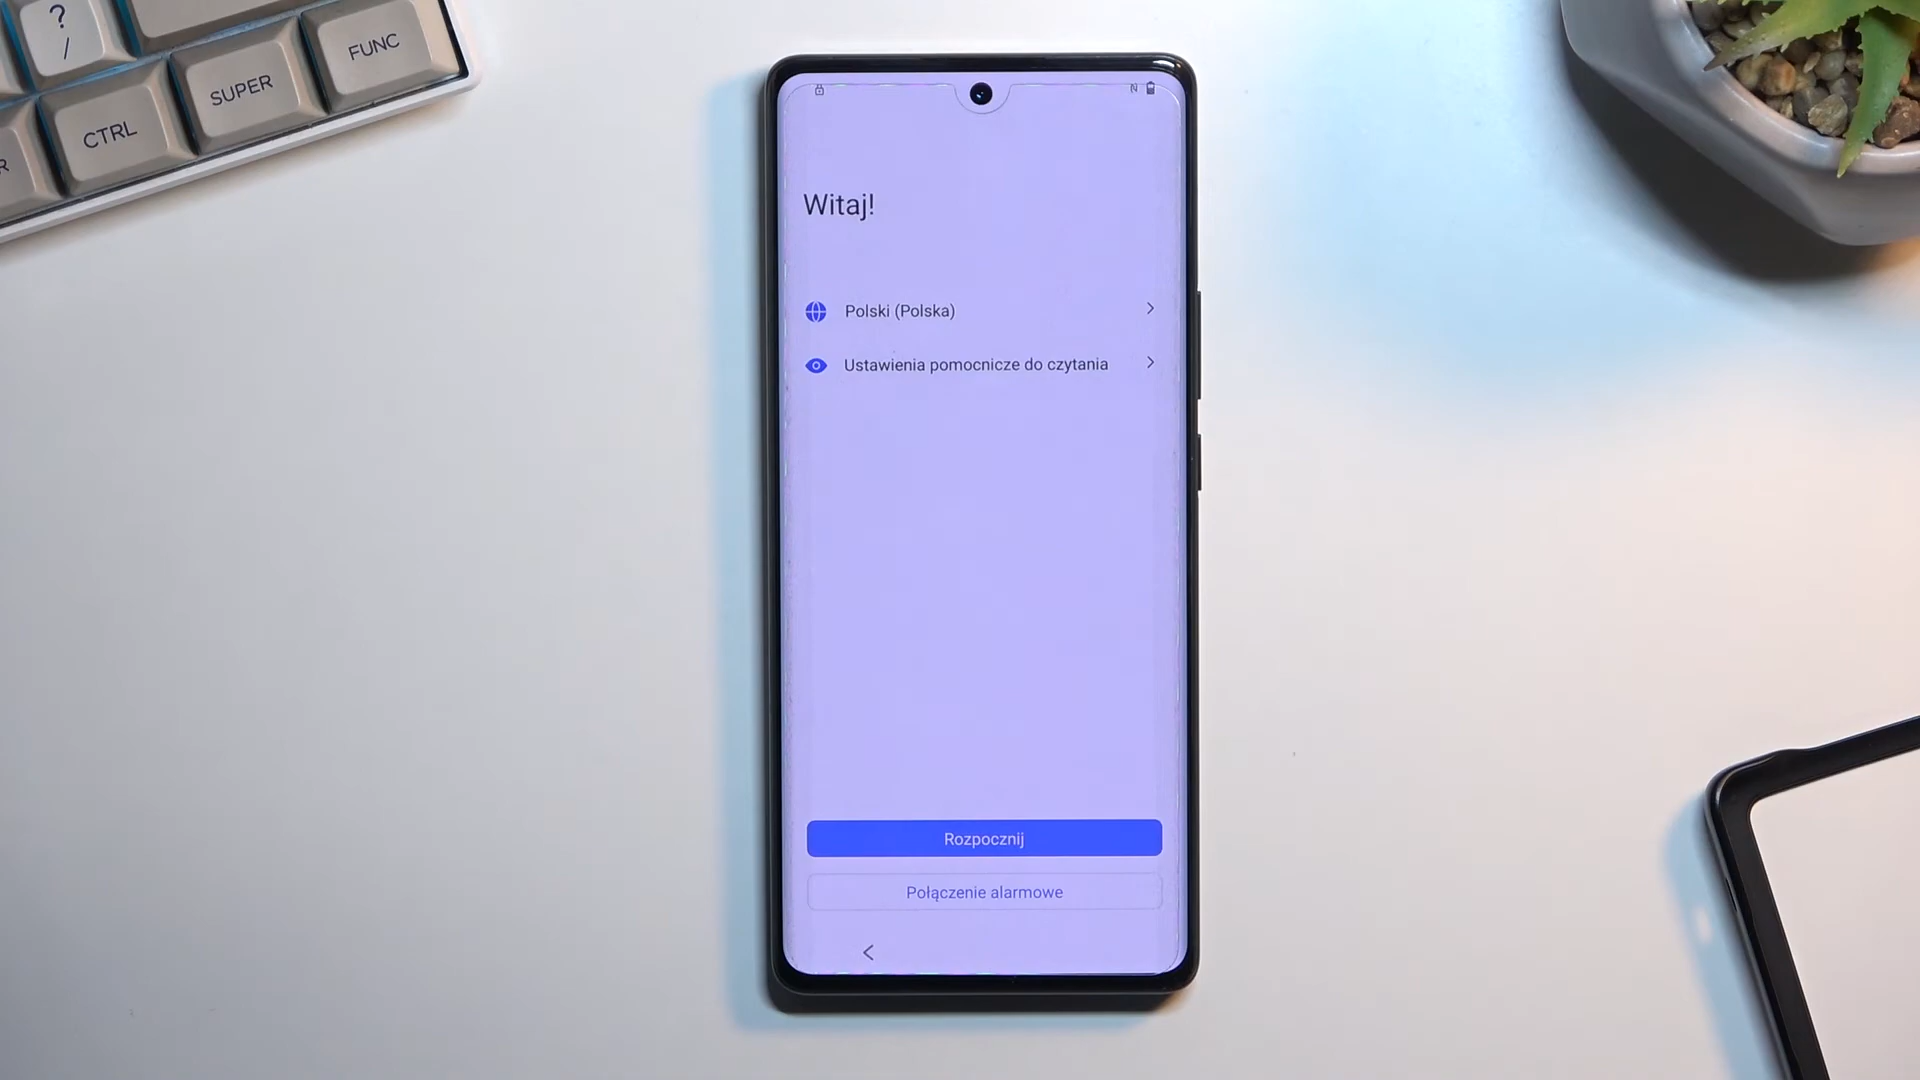 ?
/
FUNC
SUPER
CTRL
R
N
Witaj!
Polski (Polska)
Ustawienia pomocnicze do czytania
Rozpocznij
Połączenie alarmowe